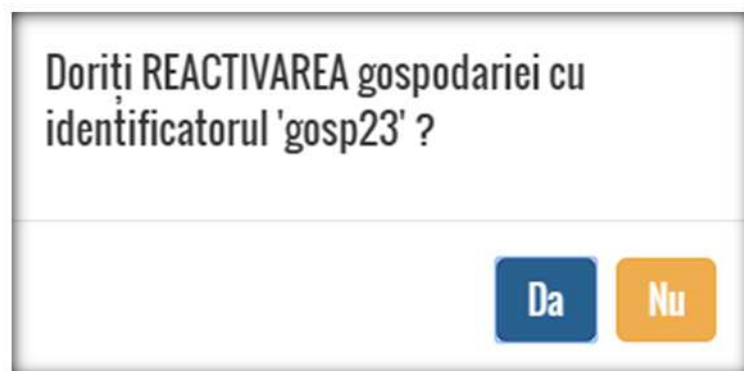 Doriți REACTIVAREA gospodariei cu
identificatorul 'gosp23' ?
Da
Nu